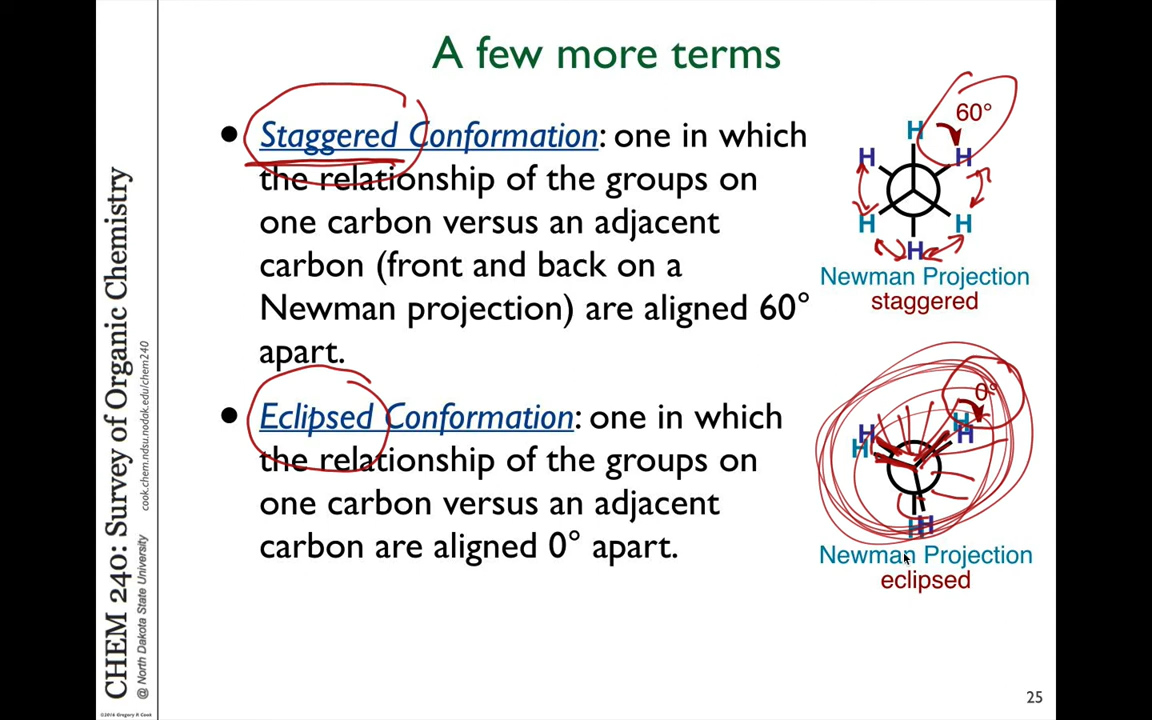 A few more terms
• Staggered Conformation: one in which
the relationship of the groups on
one carbon versus an adjacent
carbon (front and back on a
Newman projection) are aligned 60°
apart.
H
60°
H
H
H
H
H
Newman Projection
staggered
• Eclipsed Conformation: one in which
the relationship of the groups on
one carbon versus an adjacent
carbon are aligned 0° apart.
0°
H
H
H
H
H
H
Newman Projection
eclipsed
CHEM 240: Survey of Organic Chemistry
@ North Dakota State University
cook.chem.ndsu.nodak.edu/chem240
©2016 Gregory R Cook
25